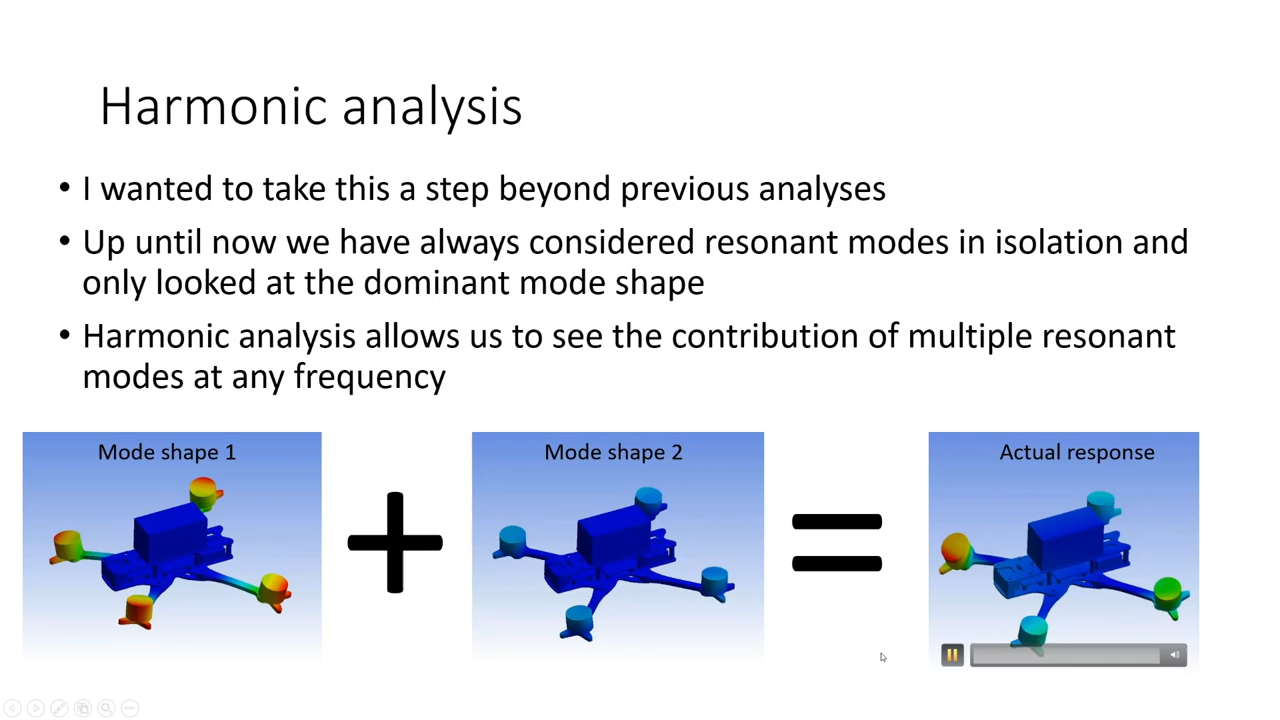 Harmonic analysis
• I wanted to take this a step beyond previous analyses
• Up until now we have always considered resonant modes in isolation and
only looked at the dominant mode shape
• Harmonic analysis allows us to see the contribution of multiple resonant
modes at any frequency
Mode shape 1
+
Mode shape 2
=
Actual response